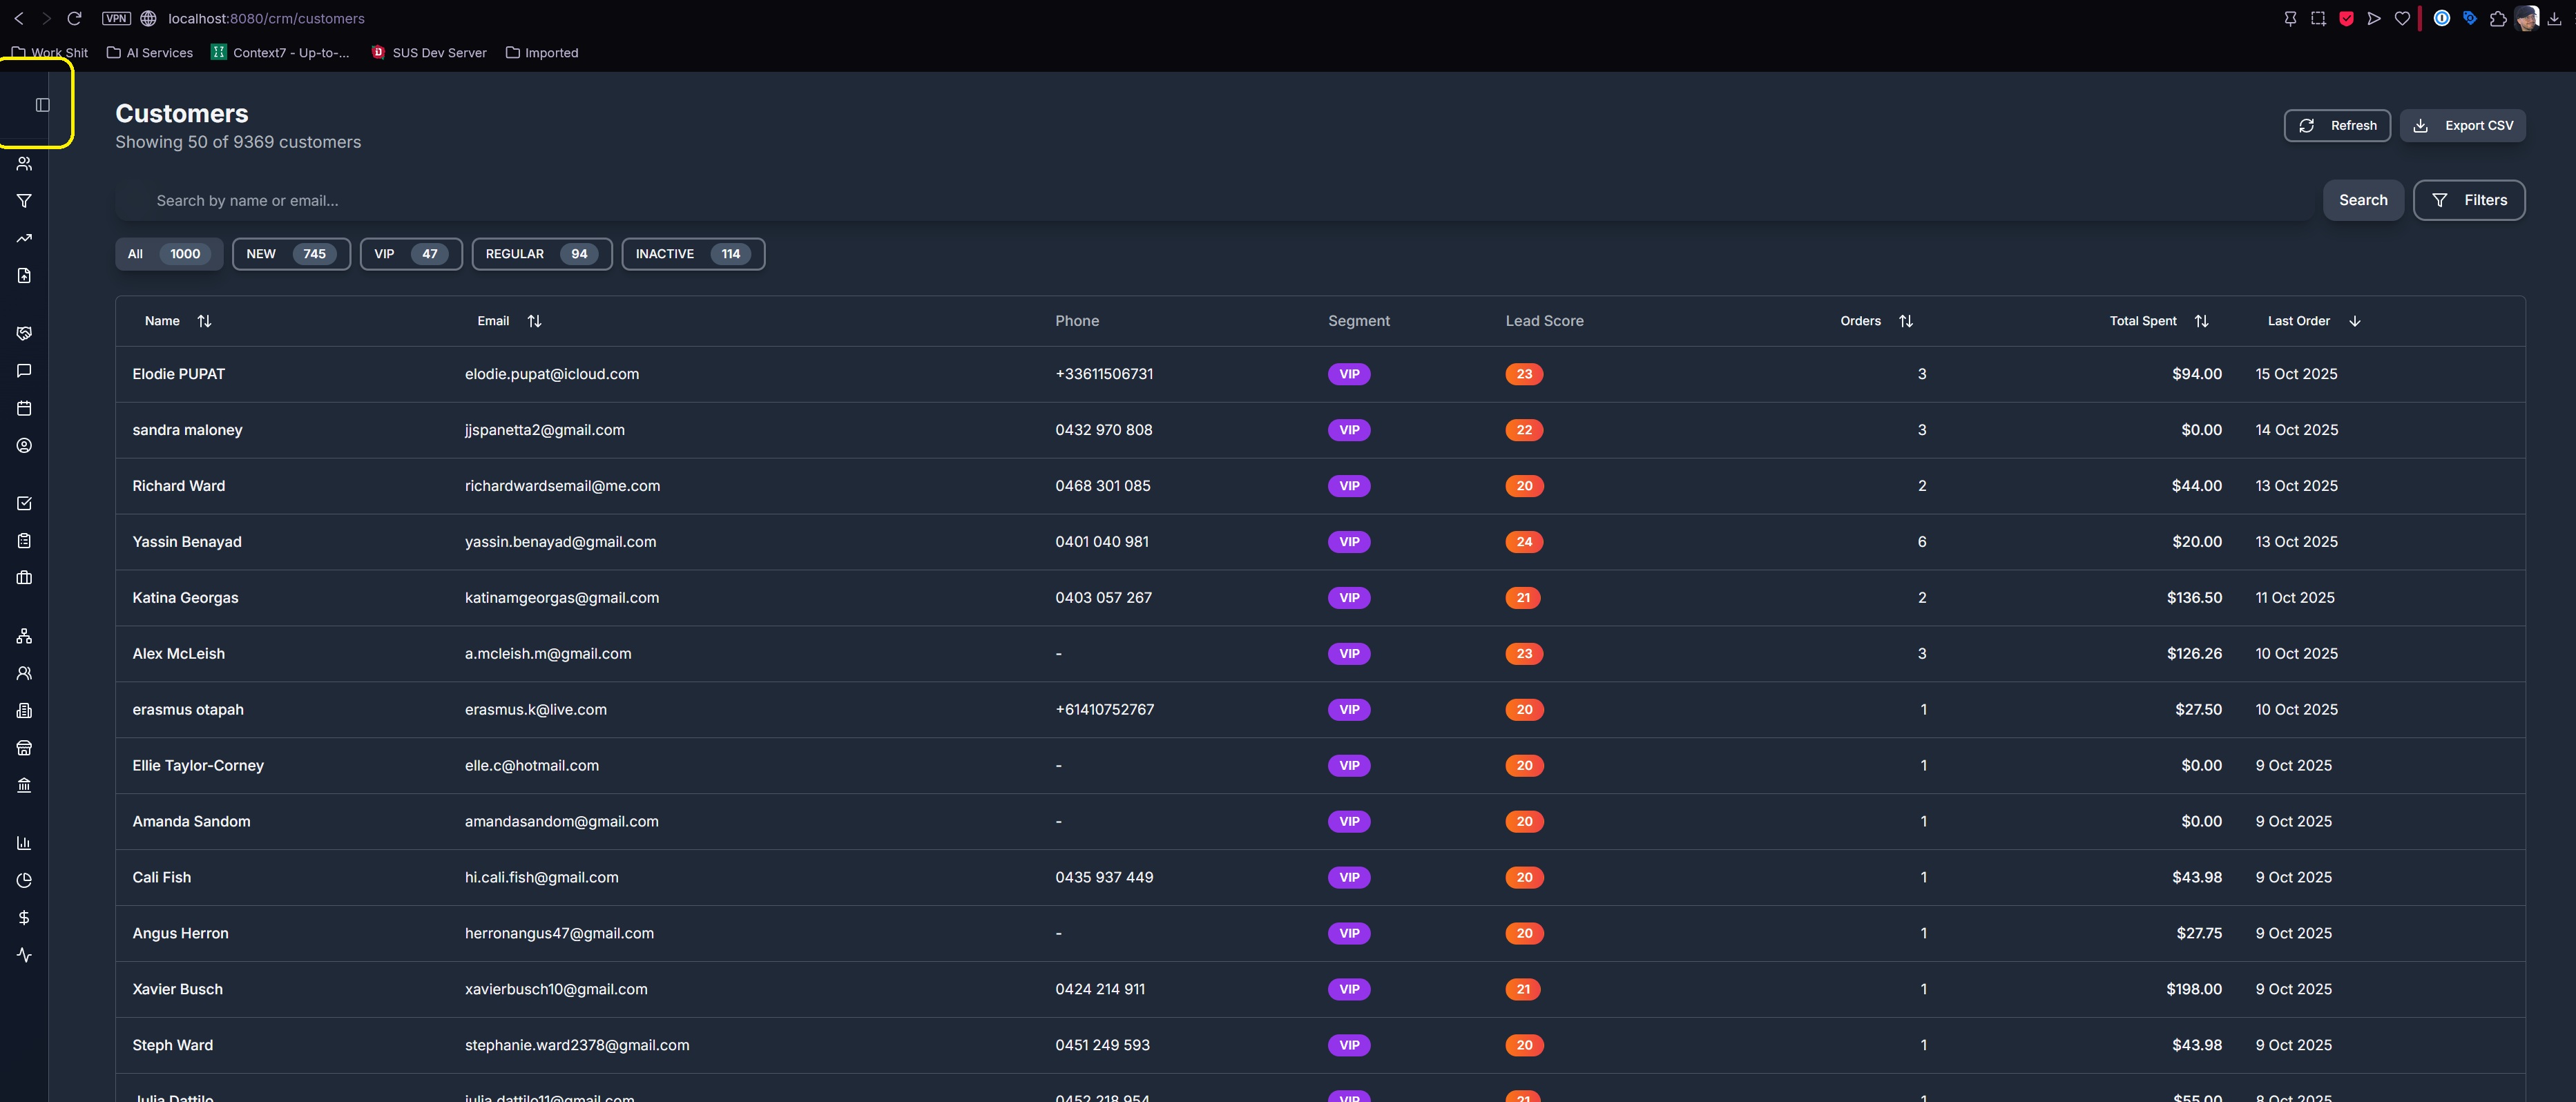 VPN localhost:8080/crm/customers
Work Shit AI Services Context7 - Up-to-... SUS Dev Server Imported
Customers
Showing 50 of 9369 customers
Refresh Export CSV
Search by name or email... Search Filters
All 1000 NEW 745 VIP 47 REGULAR 94 INACTIVE 114
Name Email Phone Segment Lead Score Orders Total Spent Last Order
Elodie PUPAT elodie.pupat@icloud.com +33611506731 VIP 23 3 $94.00 15 Oct 2025
sandra maloney jjspanetta2@gmail.com 0432 970 808 VIP 22 3 $0.00 14 Oct 2025
Richard Ward richardwardsemail@me.com 0468 301 085 VIP 20 2 $44.00 13 Oct 2025
Yassin Benayad yassin.benayad@gmail.com 0401 040 981 VIP 24 6 $20.00 13 Oct 2025
Katina Georgas katinamgeorgas@gmail.com 0403 057 267 VIP 21 2 $136.50 11 Oct 2025
Alex McLeish a.mcleish.m@gmail.com - VIP 23 3 $126.26 10 Oct 2025
erasmus otapah erasmus.k@live.com +61410752767 VIP 20 1 $27.50 10 Oct 2025
Ellie Taylor-Corney elle.c@hotmail.com - VIP 20 1 $0.00 9 Oct 2025
Amanda Sandom amandasandom@gmail.com - VIP 20 1 $0.00 9 Oct 2025
Cali Fish hi.cali.fish@gmail.com 0435 937 449 VIP 20 1 $43.98 9 Oct 2025
Angus Herron herronangus47@gmail.com - VIP 20 1 $27.75 9 Oct 2025
Xavier Busch xavierbusch10@gmail.com 0424 214 911 VIP 21 1 $198.00 9 Oct 2025
Steph Ward stephanie.ward2378@gmail.com 0451 249 593 VIP 20 1 $43.98 9 Oct 2025
Julia Dattilo julia.dattilo11@gmail.com 0452 218 954 VIP 21 1 $55.00 8 Oct 2025